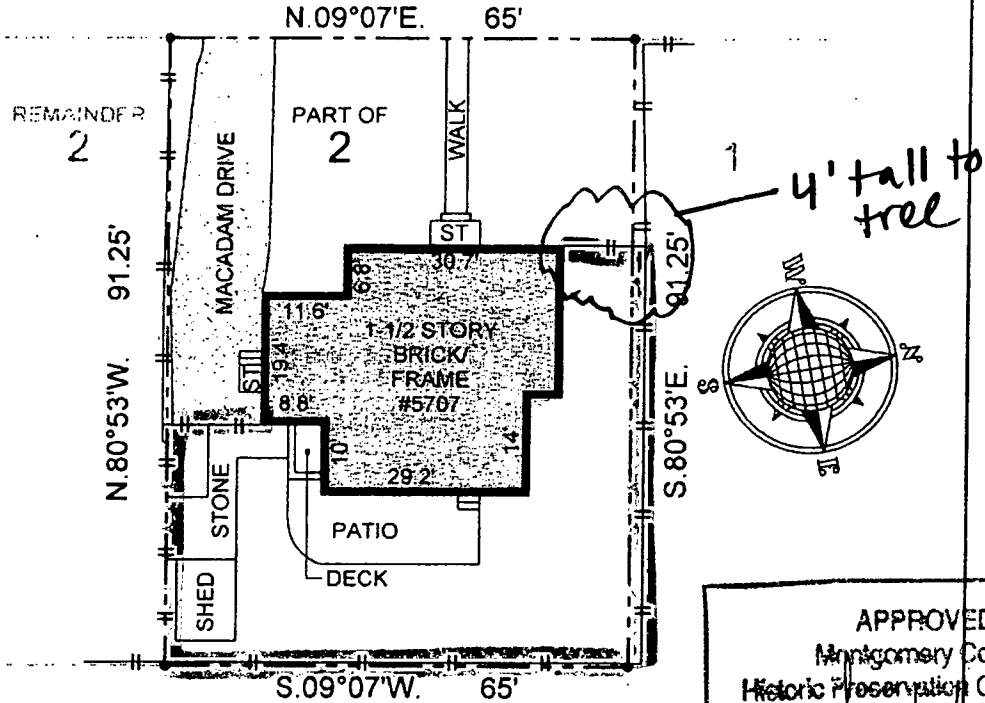 N.09°07'E. 65'
REMAINDER
2
PART OF
2
WALK
1
4' tall to
tree
MACADAM DRIVE
91.25'
N.80°53'W.
ST
30.7'
6.8'
91.25'
S.80°53'E.
11.6'
1 1/2 STORY
BRICK/
FRAME
#5707
ST
19.4'
8.8'
10'
14'
29.2'
W
N
S
E
STONE
PATIO
DECK
SHED
S.09°07'W. 65'
APPROVED
Montgomery Co
Historic Preservation C